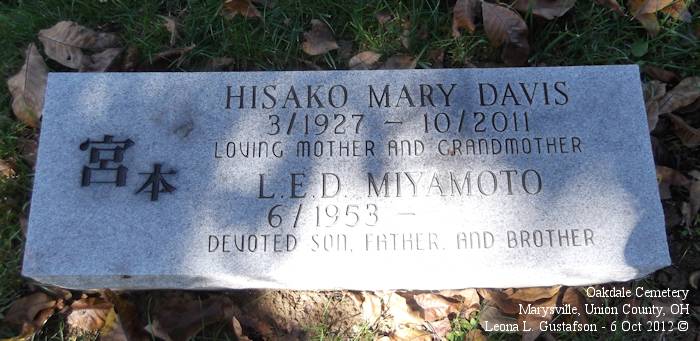 宮本
HISAKO MARY DAVIS
3/1927 - 10/2011
LOVING MOTHER AND GRANDMOTHER
L.E.D. MIYAMOTO
6/1953 -
DEVOTED SON, FATHER, AND BROTHER
Oakdale Cemetery
Marysville, Union County, OH
Leona L. Gustafson - 6 Oct 2012 ©